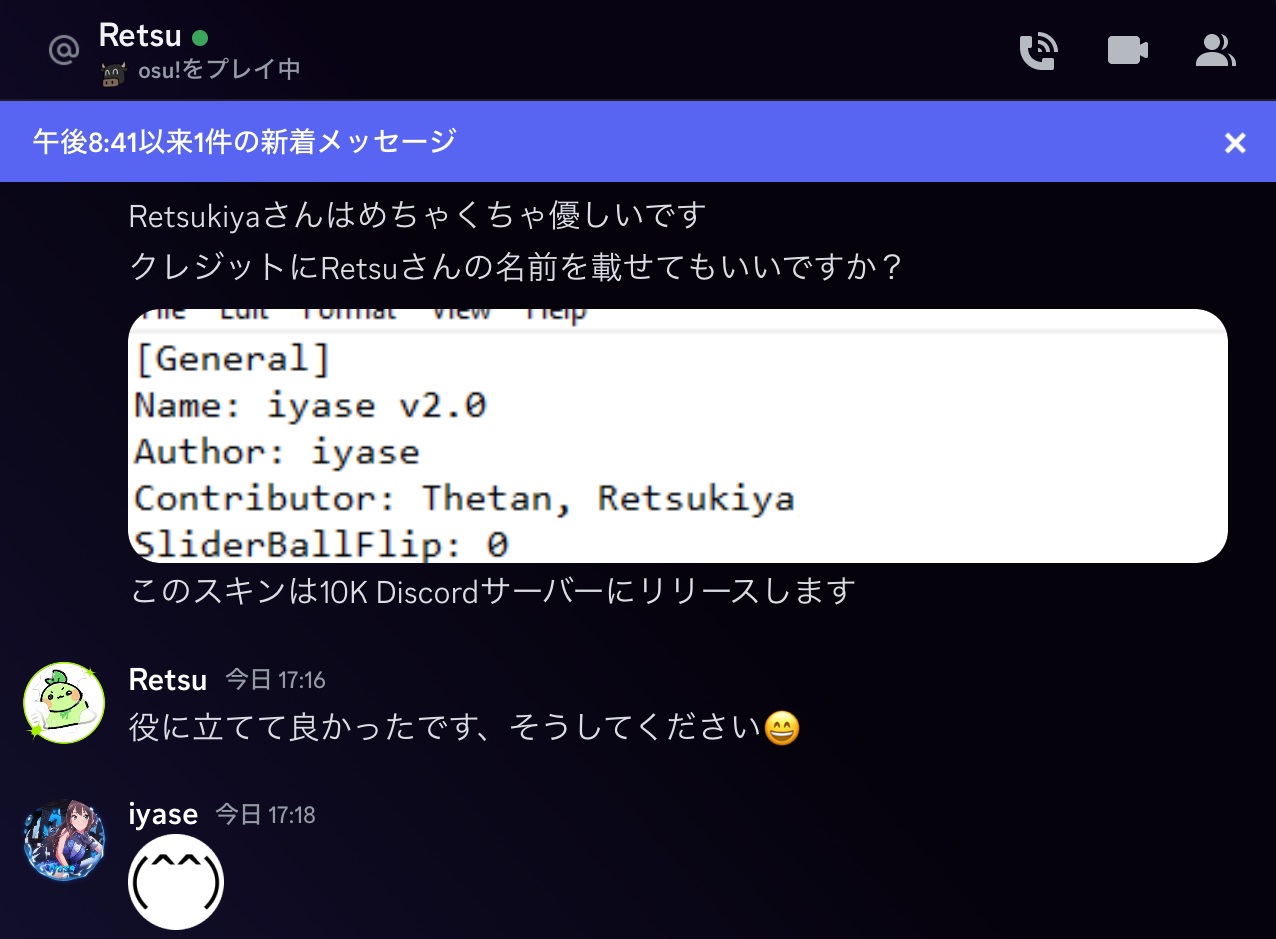 @ Retsu
osu!をプレイ中
午後8:41以来1件の新着メッセージ
Retsukiyaさんはめちゃくちゃ優しいです
クレジットにRetsuさんの名前を載せてもいいですか？
File Edit Format View Help
[General]
Name: iyase v2.0
Author: iyase
Contributor: Thetan, Retsukiya
SliderBallFlip: 0
このスキンは10K Discordサーバーにリリースします
Retsu 今日 17:16
役に立てて良かったです、そうしてください😄
iyase 今日 17:18
(^^)